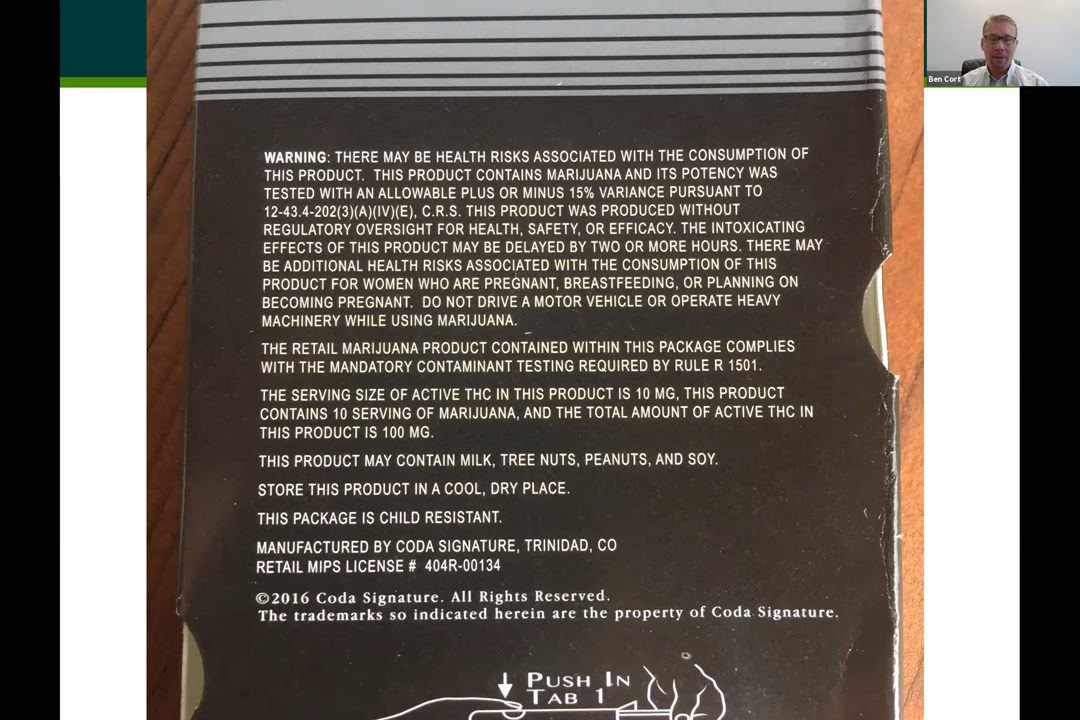 Ben Cort
WARNING: THERE MAY BE HEALTH RISKS ASSOCIATED WITH THE CONSUMPTION OF
THIS PRODUCT. THIS PRODUCT CONTAINS MARIJUANA AND ITS POTENCY WAS
TESTED WITH AN ALLOWABLE PLUS OR MINUS 15% VARIANCE PURSUANT TO
12-43.4-202(3)(A)(IV)(E), C.R.S. THIS PRODUCT WAS PRODUCED WITHOUT
REGULATORY OVERSIGHT FOR HEALTH, SAFETY, OR EFFICACY. THE INTOXICATING
EFFECTS OF THIS PRODUCT MAY BE DELAYED BY TWO OR MORE HOURS. THERE MAY
BE ADDITIONAL HEALTH RISKS ASSOCIATED WITH THE CONSUMPTION OF THIS
PRODUCT FOR WOMEN WHO ARE PREGNANT, BREASTFEEDING, OR PLANNING ON
BECOMING PREGNANT. DO NOT DRIVE A MOTOR VEHICLE OR OPERATE HEAVY
MACHINERY WHILE USING MARIJUANA.
THE RETAIL MARIJUANA PRODUCT CONTAINED WITHIN THIS PACKAGE COMPLIES
WITH THE MANDATORY CONTAMINANT TESTING REQUIRED BY RULE R 1501.
THE SERVING SIZE OF ACTIVE THC IN THIS PRODUCT IS 10 MG, THIS PRODUCT
CONTAINS 10 SERVING OF MARIJUANA, AND THE TOTAL AMOUNT OF ACTIVE THC IN
THIS PRODUCT IS 100 MG.
THIS PRODUCT MAY CONTAIN MILK, TREE NUTS, PEANUTS, AND SOY.
STORE THIS PRODUCT IN A COOL, DRY PLACE.
THIS PACKAGE IS CHILD RESISTANT.
MANUFACTURED BY CODA SIGNATURE, TRINIDAD, CO
RETAIL MIPS LICENSE # 404R-00134
©2016 Coda Signature. All Rights Reserved.
The trademarks so indicated herein are the property of Coda Signature.
PUSH IN
TAB 1